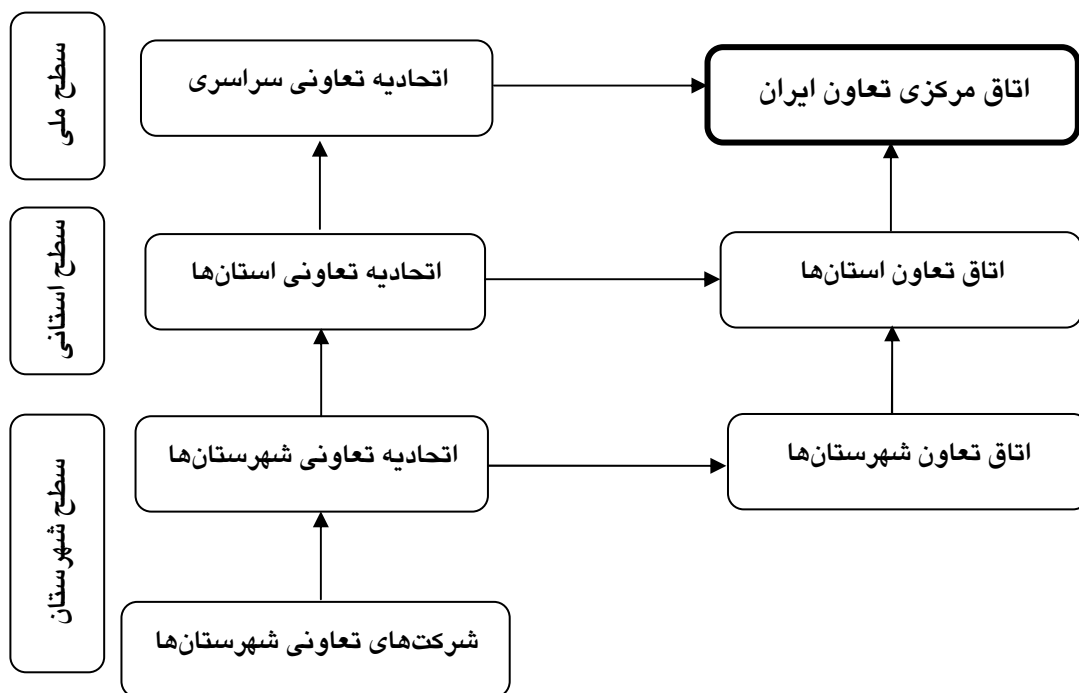 اتاق مرکزی تعاون ایران
اتحادیه تعاونی سراسری
سطح ملی
اتاق تعاون استان‌ها
اتحادیه تعاونی استان‌ها
سطح استانی
اتاق تعاون شهرستان‌ها
اتحادیه تعاونی شهرستان‌ها
سطح شهرستان
شرکت‌های تعاونی شهرستان‌ها